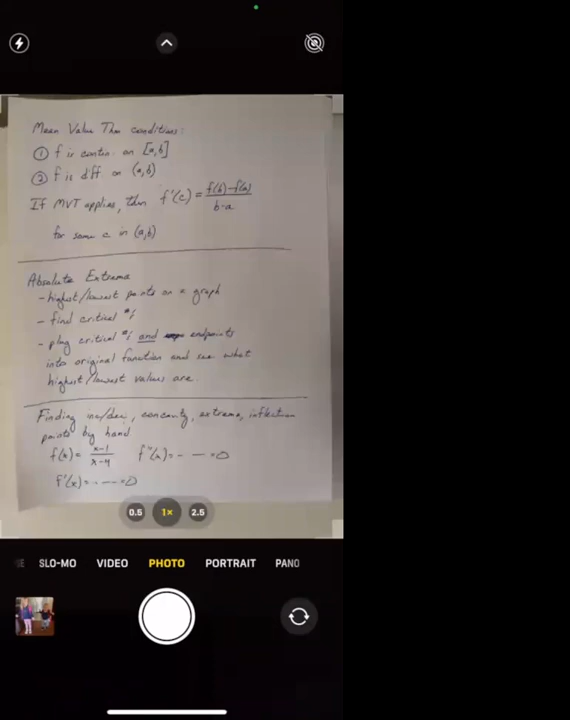 Mean Value Thm conditions:
① f is contin. on [a,b]
② f is diff on (a,b)
If MVT applies, then f'(c) = f(b)-f(a) / b-a
for some c in (a,b)
Absolute Extrema
- highest/lowest points on a graph
- find critical #'s
- plug critical #'s and endpoints
into original function and see what
highest/lowest values are.
Finding inc/dec, concavity, extrema, inflection
points by hand
f(x) = x-1 / x-4 f''(x) = - — = 0
f'(x) = - — = 0
0.5 1× 2.5
SLO-MO VIDEO PHOTO PORTRAIT PANO